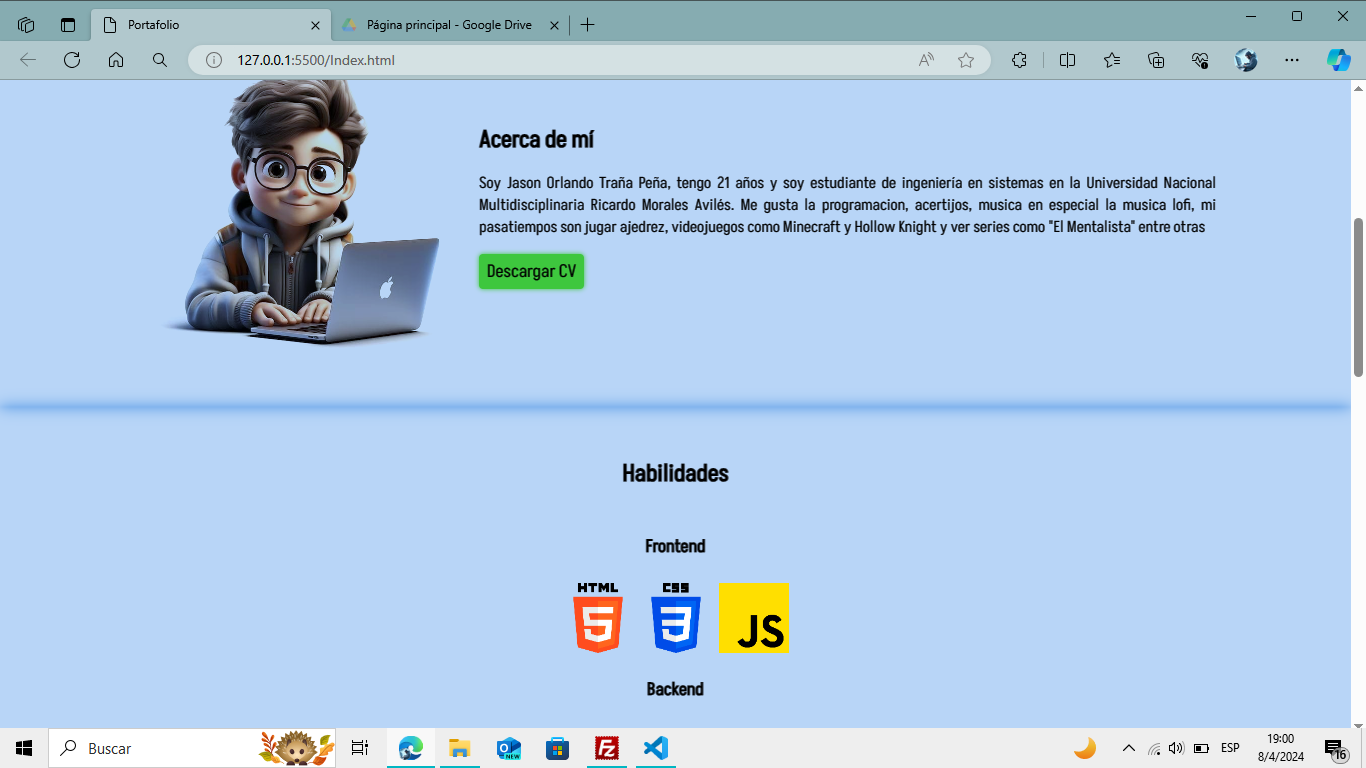 Portafolio
Página principal - Google Drive
127.0.0.1:5500/Index.html
Acerca de mí
Soy Jason Orlando Traña Peña, tengo 21 años y soy estudiante de ingeniería en sistemas en la Universidad Nacional
Multidisciplinaria Ricardo Morales Avilés. Me gusta la programacion, acertijos, musica en especial la musica lofi, mi
pasatiempos son jugar ajedrez, videojuegos como Minecraft y Hollow Knight y ver series como "El Mentalista" entre otras
Descargar CV
Habilidades
Frontend
HTML CSS
5 3 JS
Backend
Buscar
NEW
Fz
ESP
19:00
8/4/2024
16